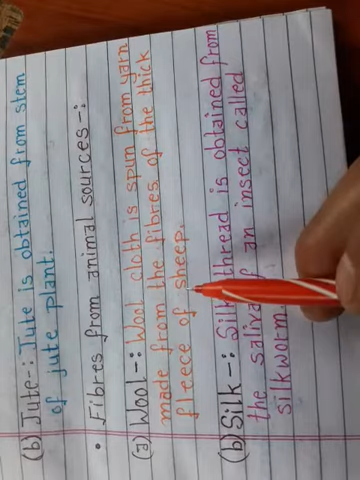 (b) Jute-: Jute is obtained from stem
of jute plant.
• Fibres from animal sources-:
(a) Wool-: Wool cloth is spun from yarn
made from the fibres of the thick
fleece of sheep.
(b) Silk-: Silk thread is obtained from
the saliva of an insect called
silkworm.